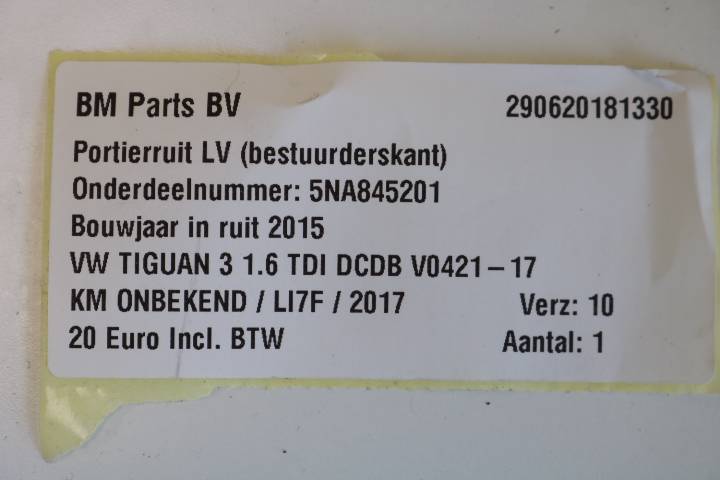 BM Parts BV 290620181330
Portierruit LV (bestuurderskant)
Onderdeelnummer: 5NA845201
Bouwjaar in ruit 2015
VW TIGUAN 3 1.6 TDI DCDB V0421-17
KM ONBEKEND / LI7F / 2017 Verz: 10
20 Euro Incl. BTW Aantal: 1